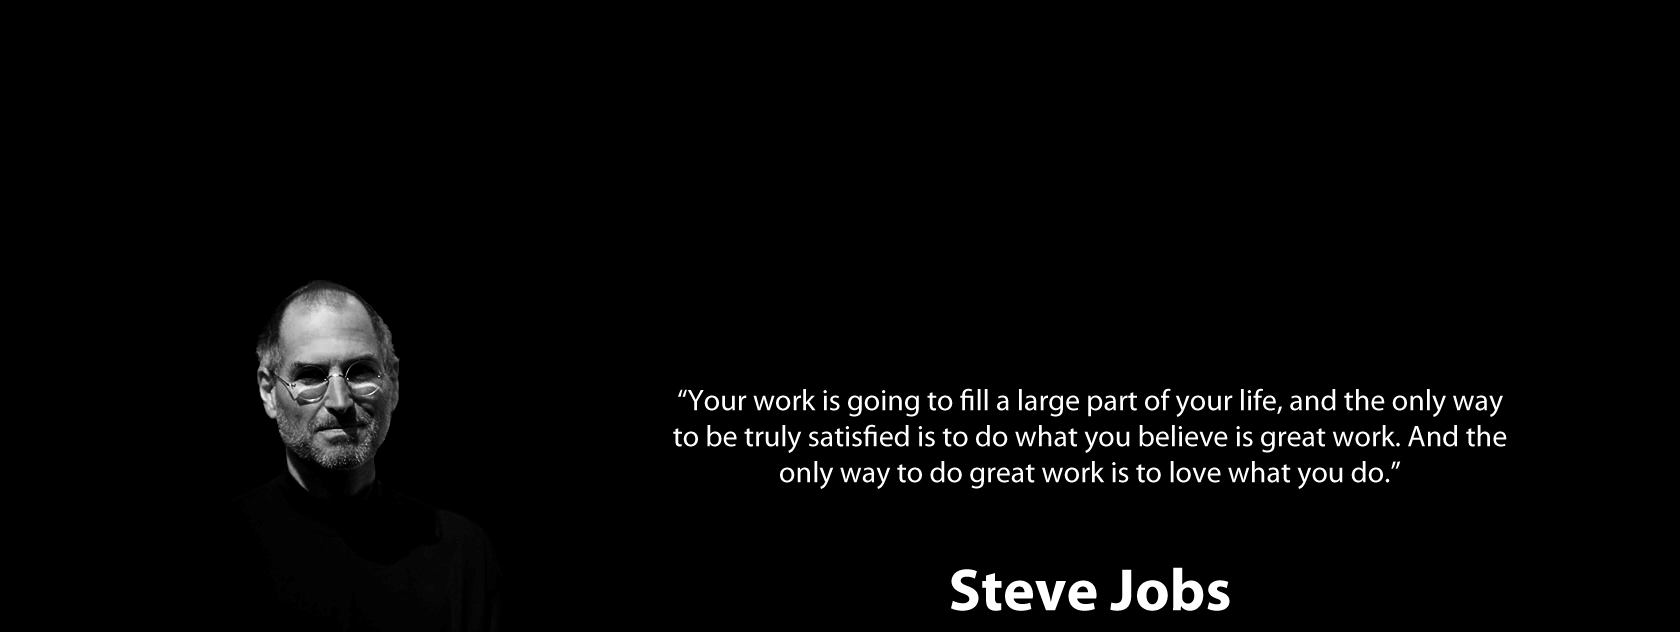 “Your work is going to fill a large part of your life, and the only way
to be truly satisfied is to do what you believe is great work. And the
only way to do great work is to love what you do.”
Steve Jobs